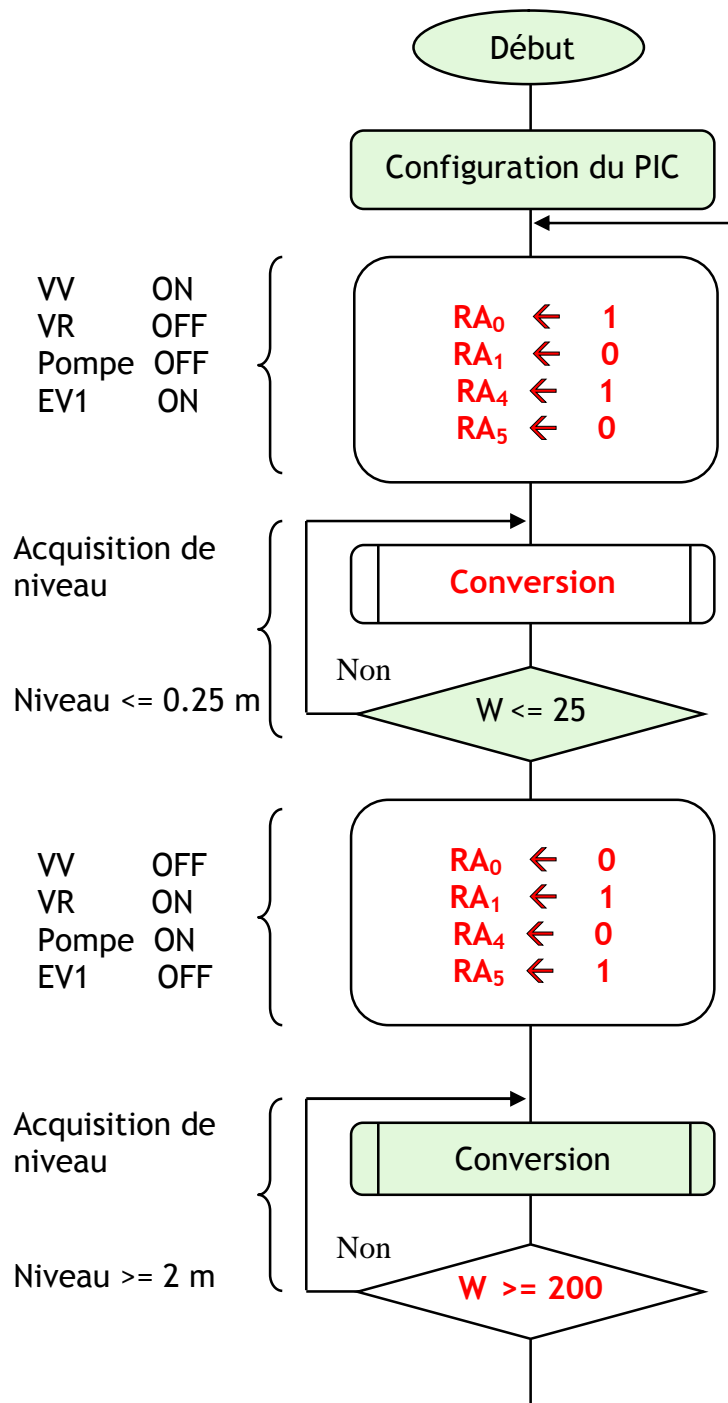 Début
Configuration du PIC
VV ON
VR OFF
Pompe OFF
EV1 ON
RA0 ← 1
RA1 ← 0
RA4 ← 1
RA5 ← 0
Acquisition de
niveau
Conversion
Non
Niveau <= 0.25 m
W <= 25
VV OFF
VR ON
Pompe ON
EV1 OFF
RA0 ← 0
RA1 ← 1
RA4 ← 0
RA5 ← 1
Acquisition de
niveau
Conversion
Non
Niveau >= 2 m
W >= 200